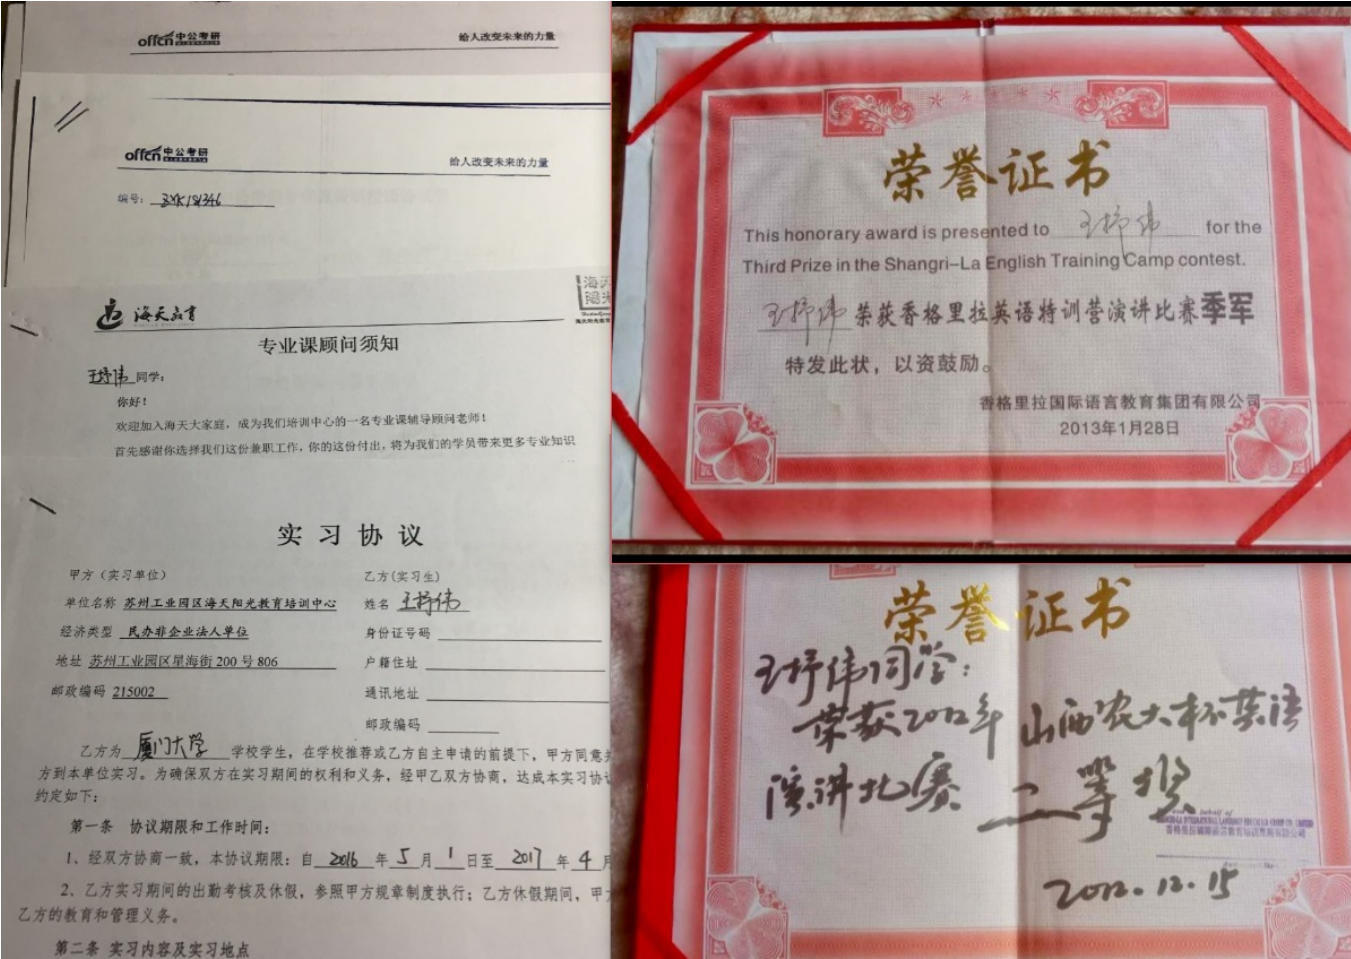 offcn 中公考研
给人改变未来的力量
offcn 中公考研
给人改变未来的力量
编号：
海天教育
专业课顾问须知
王抒伟 同学：
你好！
欢迎加入海天大家庭，成为我们培训中心的一名专业课辅导顾问老师！
首先感谢你选择我们这份兼职工作，你的这份付出，将为我们的学员带来更多专业知识
实 习 协 议
甲方（实习单位）
单位名称 苏州工业园区海天阳光教育培训中心
经济类型 民办非企业法人单位
地址 苏州工业园区星海街 200 号 806
邮政编码 215002
乙方(实习生)
姓名 王抒伟
身份证号码
户籍住址
通讯地址
邮政编码
乙方为 厦门大学 学校学生，在学校推荐或乙方自主申请的前提下，甲方同意
方到本单位实习。为确保双方在实习期间的权利和义务，经甲乙双方协商，达成本实习协
约定如下：
第一条 协议期限和工作时间：
1、经双方协商一致，本协议期限：自 2016 年 5 月 1 日至 2017 年 4 月
2、乙方实习期间的出勤考核及休假，参照甲方规章制度执行；乙方休假期间，甲方
乙方的教育和管理义务。
第二条 实习内容及实习地点
荣誉证书
This honorary award is presented to 王抒伟 for the
Third Prize in the Shangri-La English Training Camp contest.
王抒伟 荣获香格里拉英语特训营演讲比赛季军
特发此状，以资鼓励。
香格里拉国际语言教育集团有限公司
2013年1月28日
荣誉证书
王抒伟同学：
荣获2012年 山西农大杯英语
演讲比赛 二等奖
2012.12.15